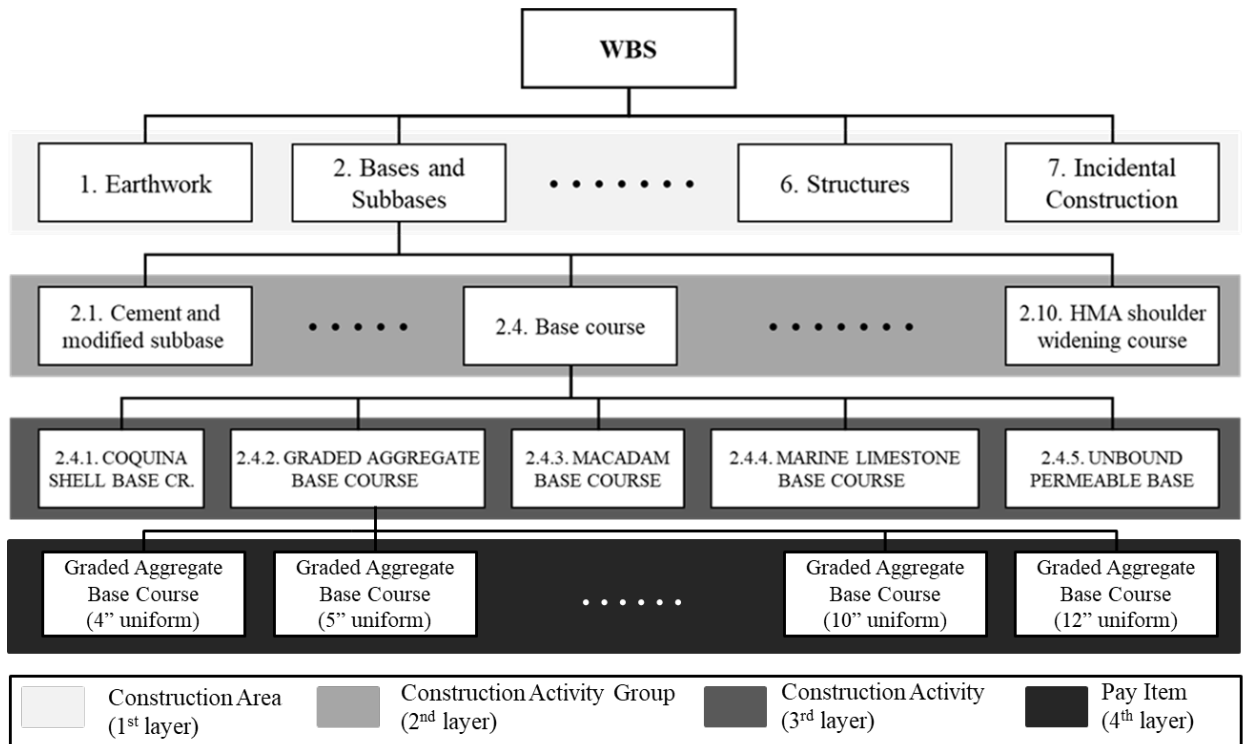 WBS
1. Earthwork
2. Bases and
Subbases
6. Structures
7. Incidental
Construction
2.1. Cement and
modified subbase
2.4. Base course
2.10. HMA shoulder
widening course
2.4.1. COQUINA
SHELL BASE CR.
2.4.2. GRADED AGGREGATE
BASE COURSE
2.4.3. MACADAM
BASE COURSE
2.4.4. MARINE LIMESTONE
BASE COURSE
2.4.5. UNBOUND
PERMEABLE BASE
Graded Aggregate
Base Course
(4” uniform)
Graded Aggregate
Base Course
(5” uniform)
Graded Aggregate
Base Course
(10” uniform)
Graded Aggregate
Base Course
(12” uniform)
Construction Area
(1st layer)
Construction Activity Group
(2nd layer)
Construction Activity
(3rd layer)
Pay Item
(4th layer)